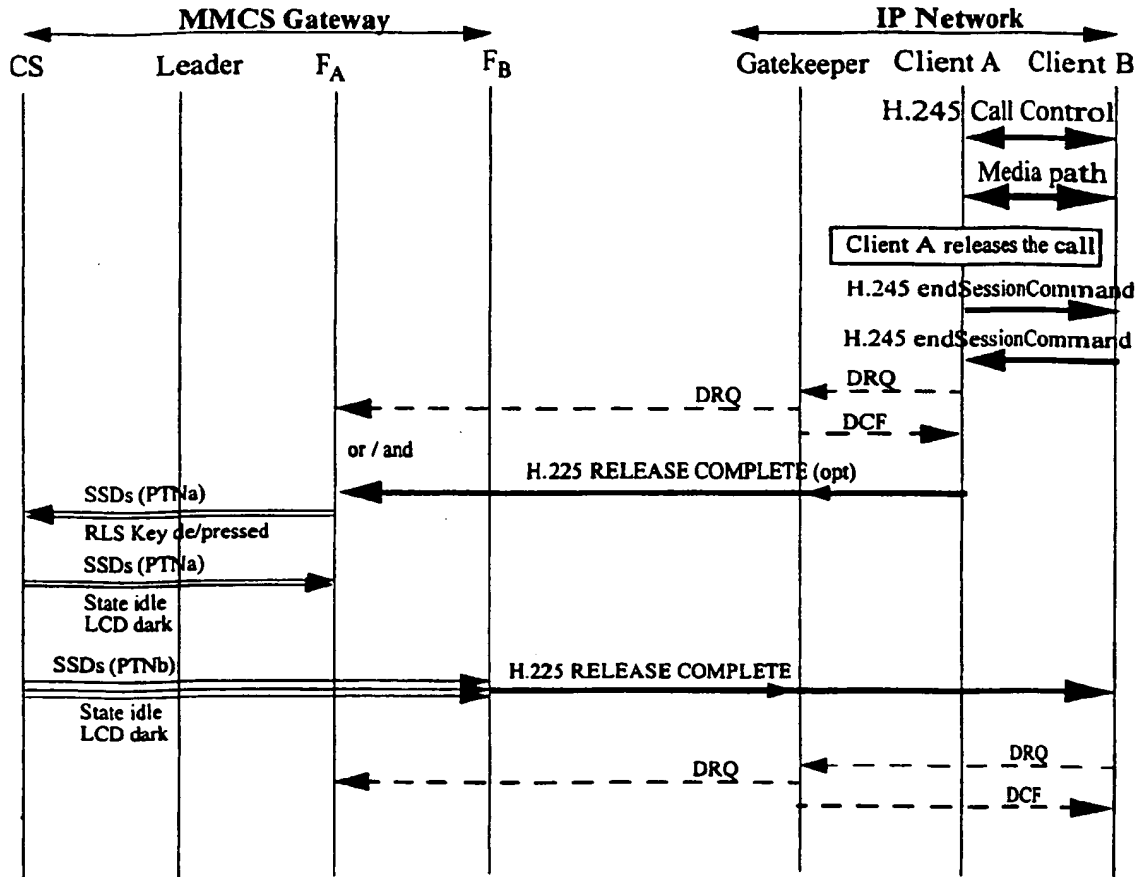 MMCS Gateway
IP Network
CS
Leader
FA
FB
Gatekeeper
Client A
Client B
H.245 Call Control
Media path
Client A releases the call
H.245 endSessionCommand
H.245 endSessionCommand
DRQ
DRQ
DCF
or / and
H.225 RELEASE COMPLETE (opt)
SSDs (PTNa)
RLS Key de/pressed
SSDs (PTNa)
State idle
LCD dark
SSDs (PTNb)
H.225 RELEASE COMPLETE
State idle
LCD dark
DRQ
DRQ
DCF